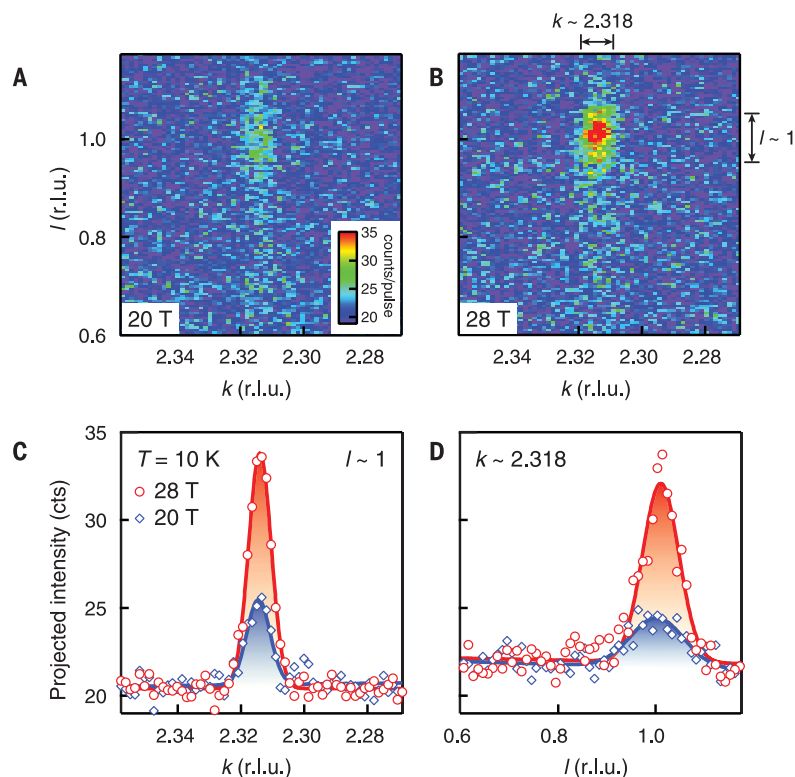 k ~ 2.318
A
B
1.0
0.8
0.6
l (r.l.u.)
l ~ 1
35
30
25
20
counts/pulse
20 T
28 T
2.34 2.32 2.30 2.28
2.34 2.32 2.30 2.28
k (r.l.u.)
k (r.l.u.)
C
D
35
30
25
20
Projected intensity (cts)
T = 10 K
l ~ 1
28 T
20 T
k ~ 2.318
2.34 2.32 2.30 2.36
0.6 0.8 1.0
k (r.l.u.)
l (r.l.u.)